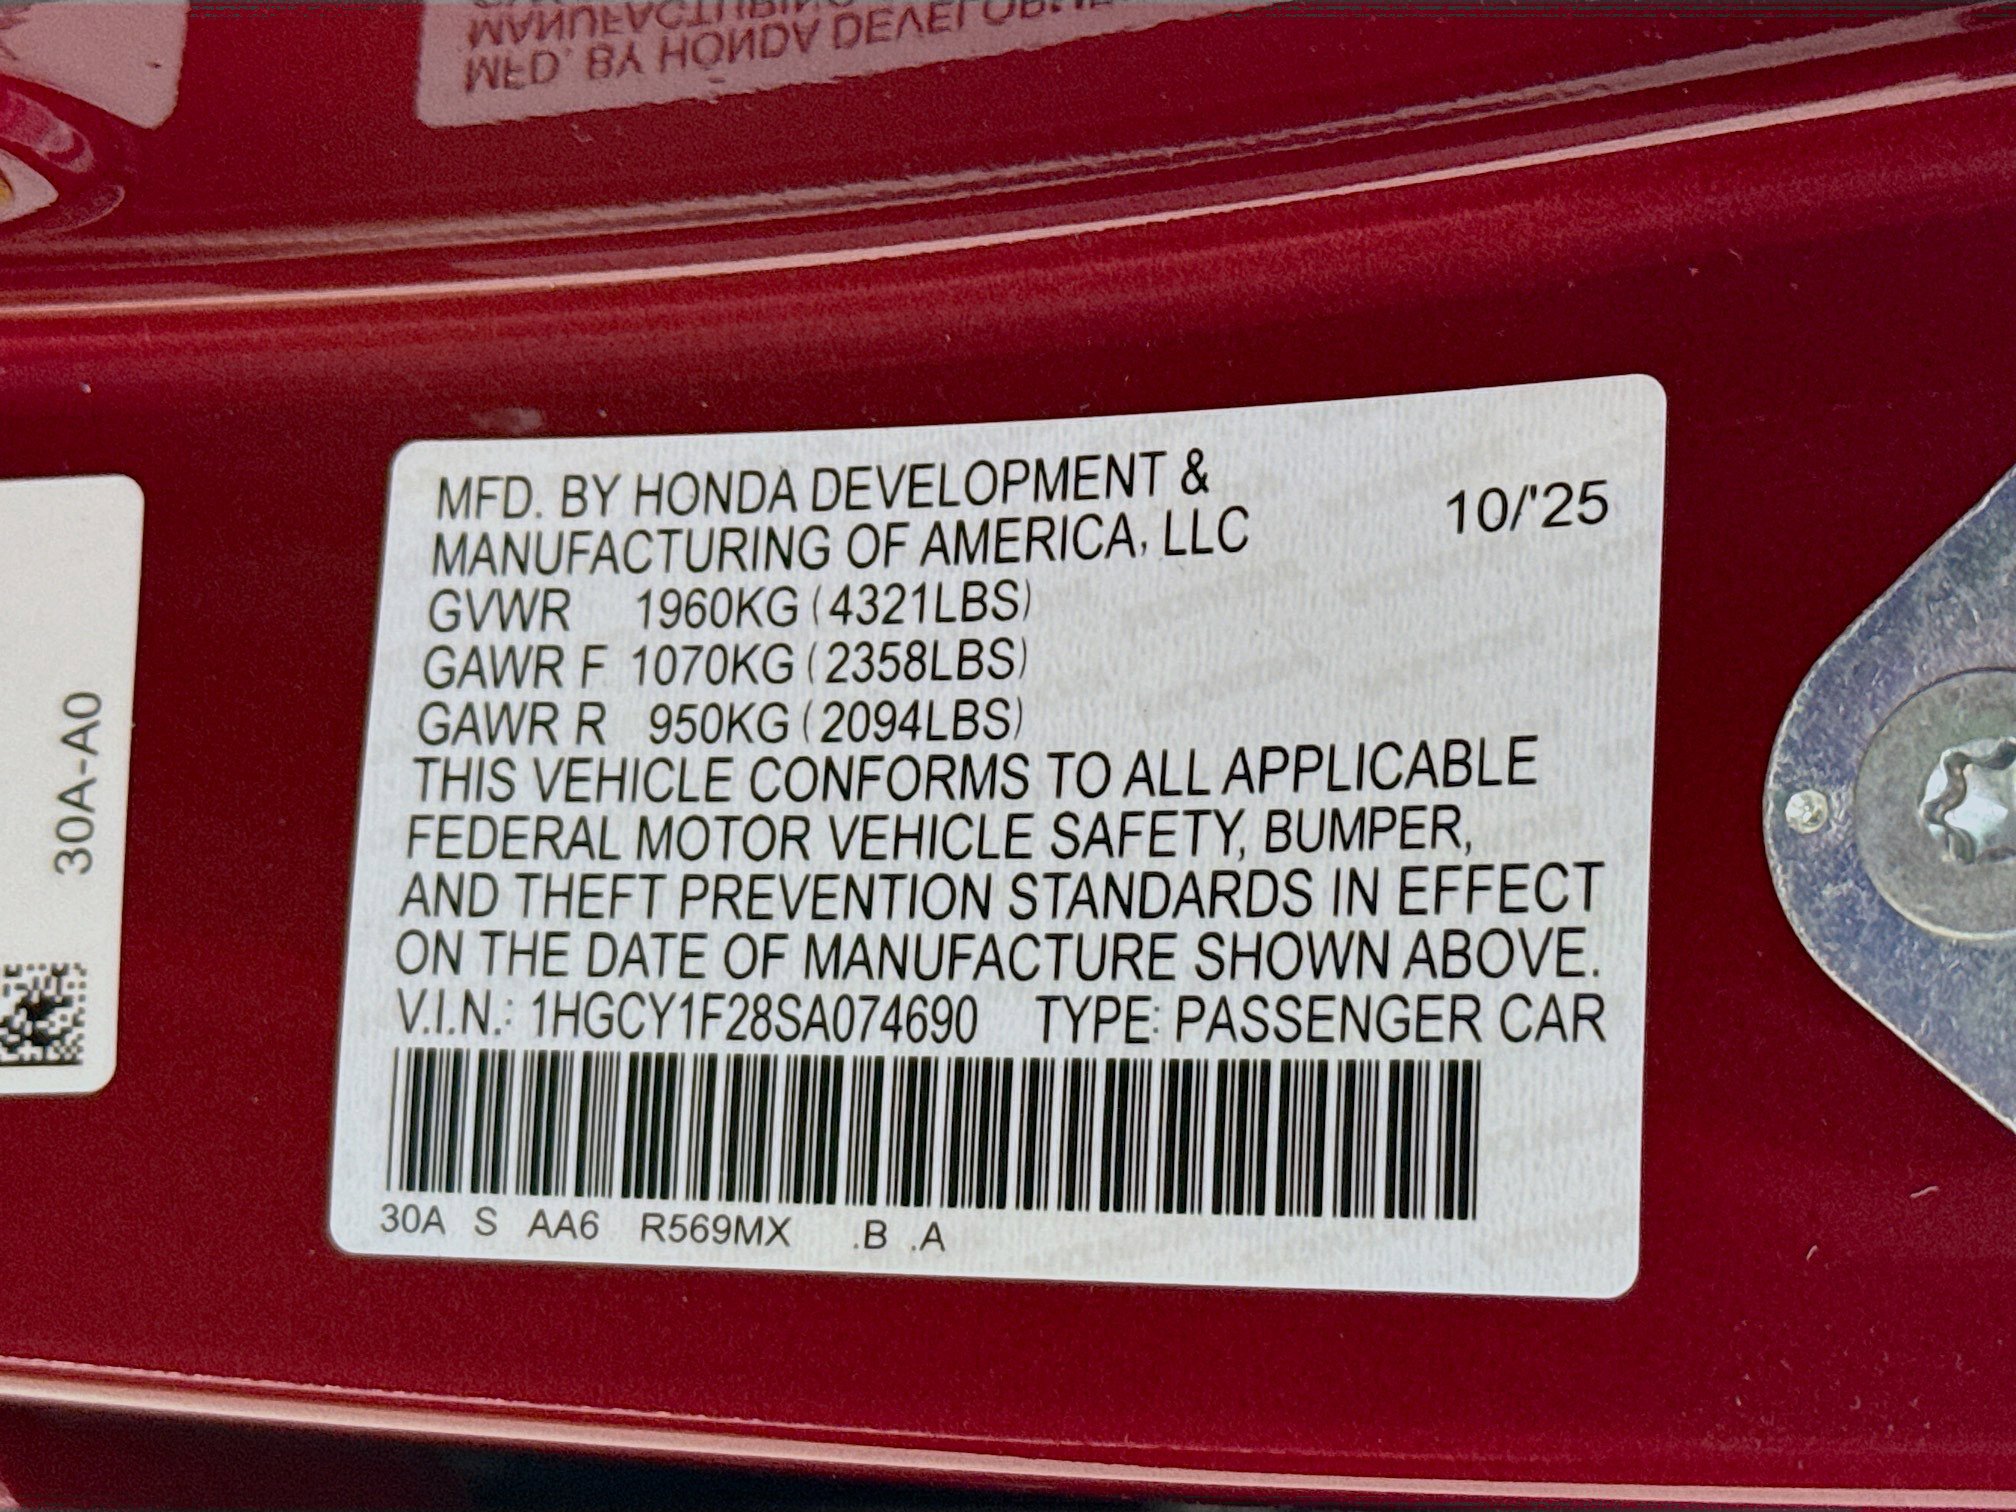 MANUFACTURING
MFD. BY HONDA DEVELOPME
30A-A0
MFD. BY HONDA DEVELOPMENT &
MANUFACTURING OF AMERICA, LLC
10/'25
GVWR 1960KG (4321LBS)
GAWR F 1070KG (2358LBS)
GAWR R 950KG (2094LBS)
THIS VEHICLE CONFORMS TO ALL APPLICABLE
FEDERAL MOTOR VEHICLE SAFETY, BUMPER,
AND THEFT PREVENTION STANDARDS IN EFFECT
ON THE DATE OF MANUFACTURE SHOWN ABOVE.
V.I.N.: 1HGCY1F28SA074690 TYPE: PASSENGER CAR
30A S AA6 R569MX .B .A